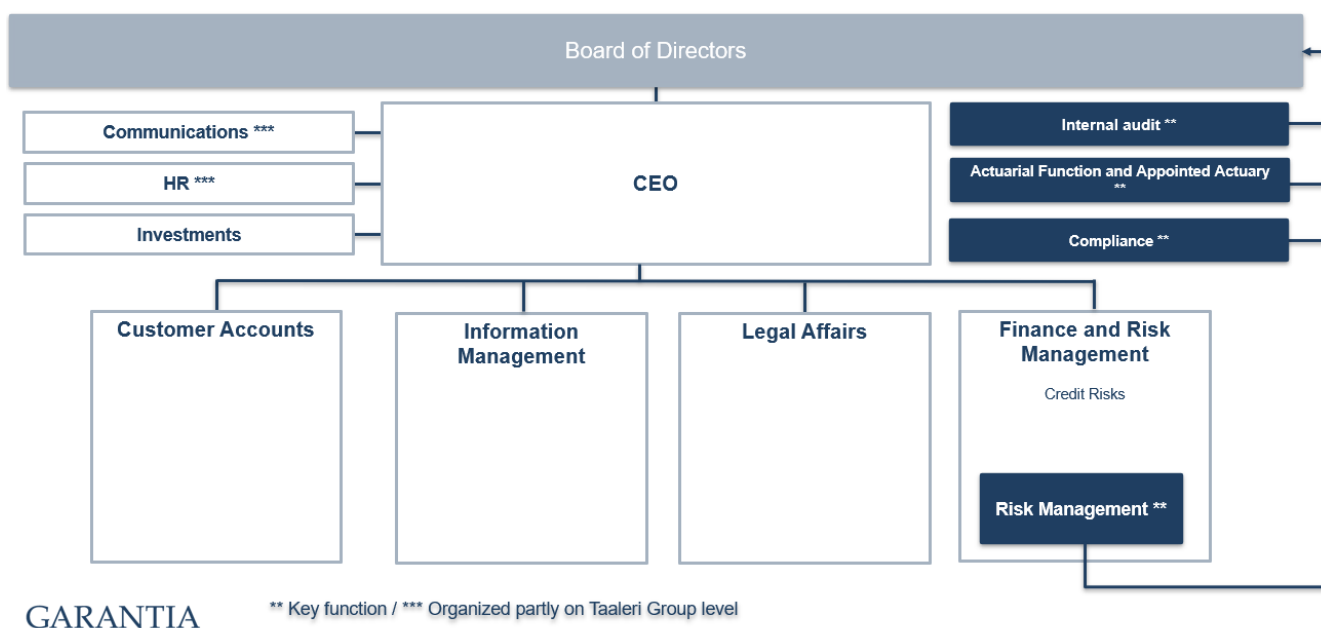 Board of Directors
Communications ***
HR ***
Investments
CEO
Internal audit **
Actuarial Function and Appointed Actuary
**
Compliance **
Customer Accounts
Information
Management
Legal Affairs
Finance and Risk
Management
Credit Risks
Risk Management **
GARANTIA
** Key function / *** Organized partly on Taaleri Group level